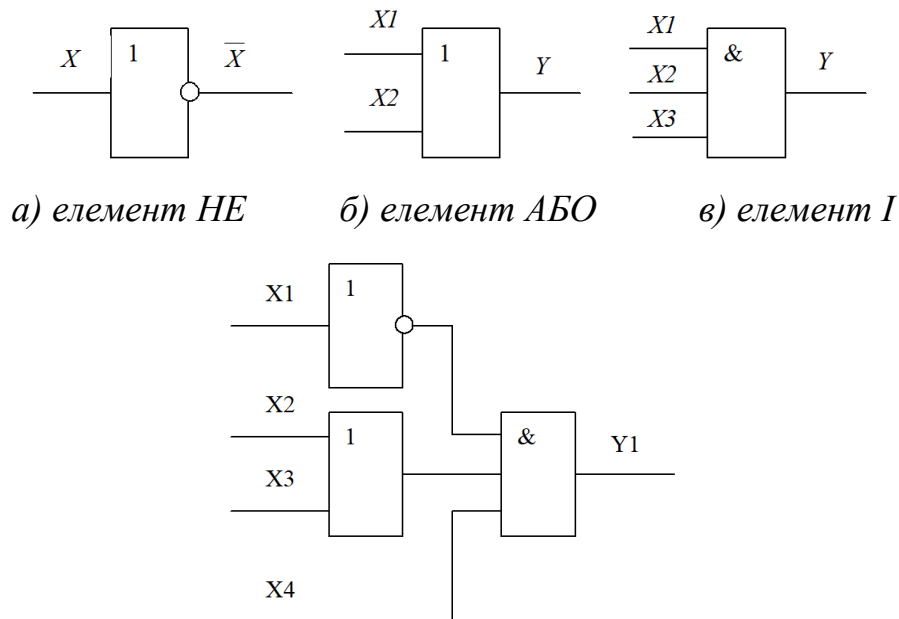 X 1 X̅ X1 X2 1 Y X1 X2 X3 & Y
а) елемент НЕ б) елемент АБО в) елемент І
X1 1
X2
X3 1 & Y1
X4